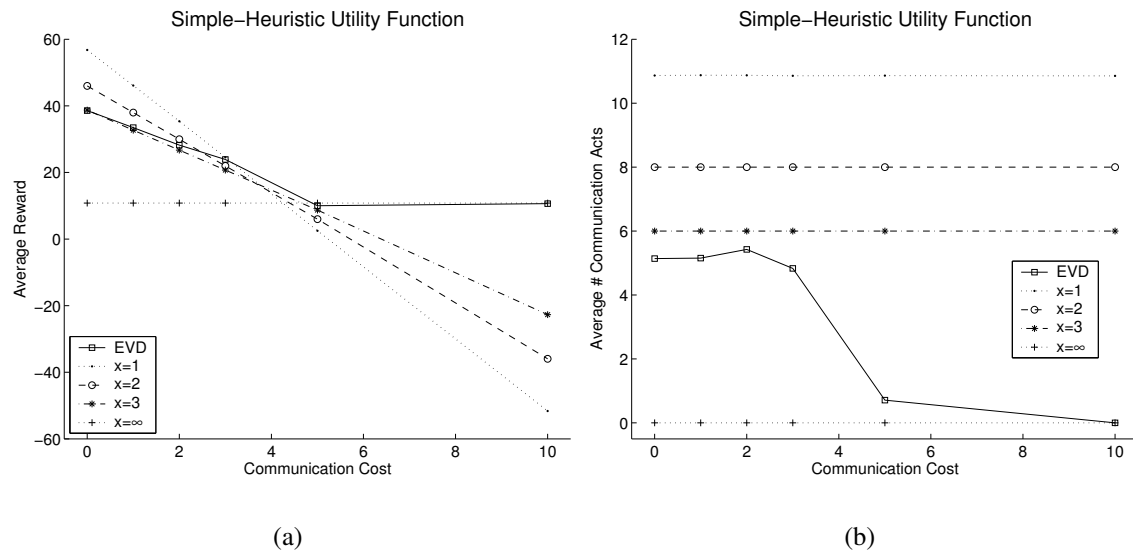 Simple−Heuristic Utility Function
60
40
20
0
−20
−40
−60
Average Reward
EVD
x=1
x=2
x=3
x=∞
0 2 4 6 8 10
Communication Cost
(a)
Simple−Heuristic Utility Function
12
10
8
6
4
2
0
Average # Communication Acts
EVD
x=1
x=2
x=3
x=∞
0 2 4 6 8 10
Communication Cost
(b)